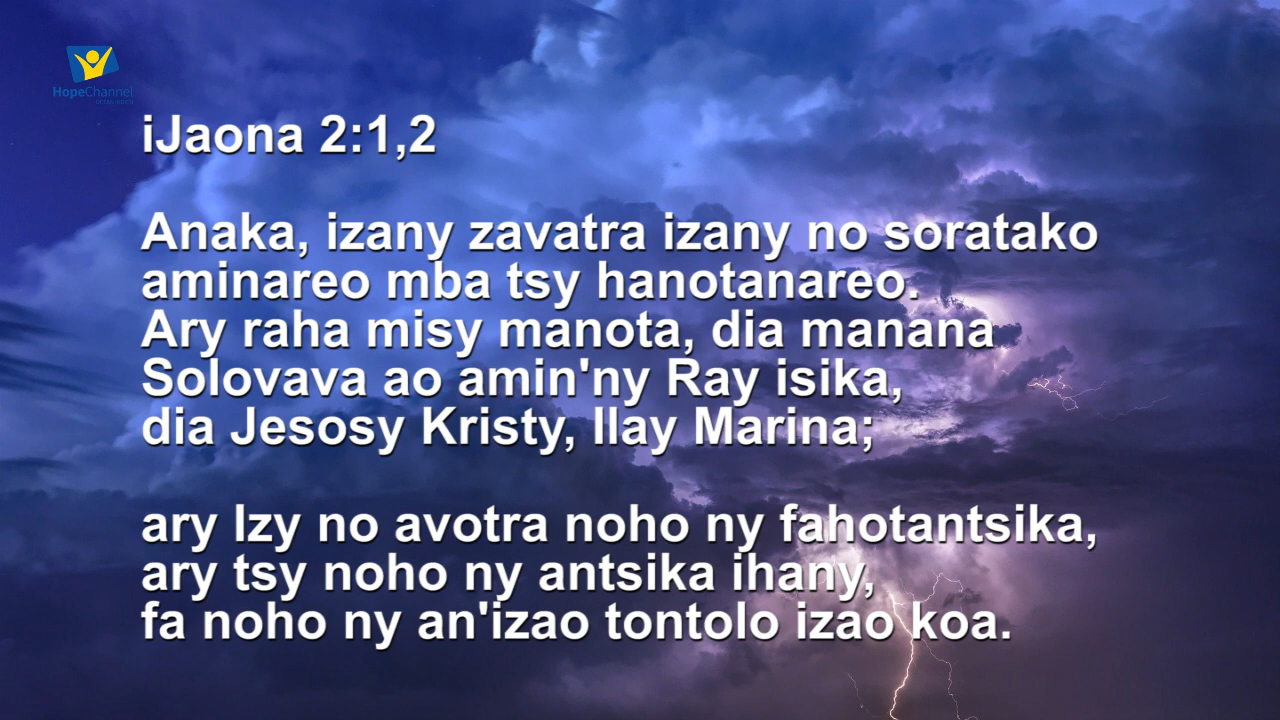 HopeChannel
iJaona 2:1,2
Anaka, izany zavatra izany no soratako
aminareo mba tsy hanotanareo.
Ary raha misy manota, dia manana
Solovava ao amin'ny Ray isika,
dia Jesosy Kristy, Ilay Marina;
ary Izy no avotra noho ny fahotantsika,
ary tsy noho ny antsika ihany,
fa noho ny an'izao tontolo izao koa.